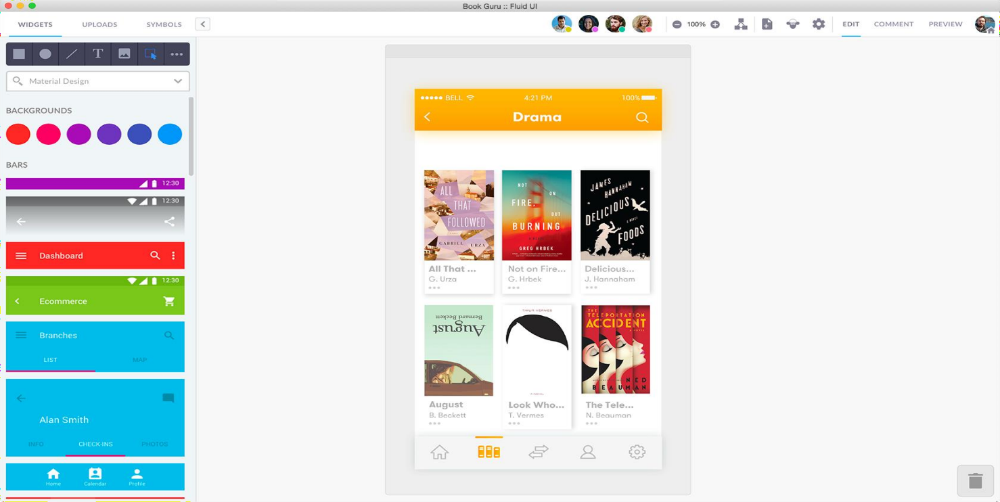 Book Guru :: Fluid UI
WIDGETS UPLOADS SYMBOLS
100%
EDIT COMMENT PREVIEW
T
Material Design
BACKGROUNDS
BARS
12:30
12:30
Dashboard
12:30
Ecommerce
Branches
LIST MAP
Alan Smith
INFO CHECK-INS PHOTOS
Home Calendar Profile
BELL 4:21 PM 100%
Drama
ALL
THAT
FOLLOWED
GABRIEL URZA
All That ...
G. Urza
NOT
ON
FIRE,
BUT
BURNING
GREG HRBEK
Not on Fire...
G. Hrbek
JAMES
HANNAHAM
DELICIOUS
A NOVEL
FOODS
Delicious...
J. Hannaham
August
Bernard Beckett
August
B. Beckett
TIMUR VERMES
A NOVEL
Look Who...
T. Vermes
THE
TELEPORTATION
ACCIDENT
A NOVEL
NED
BEAUMAN
The Tele...
N. Beauman